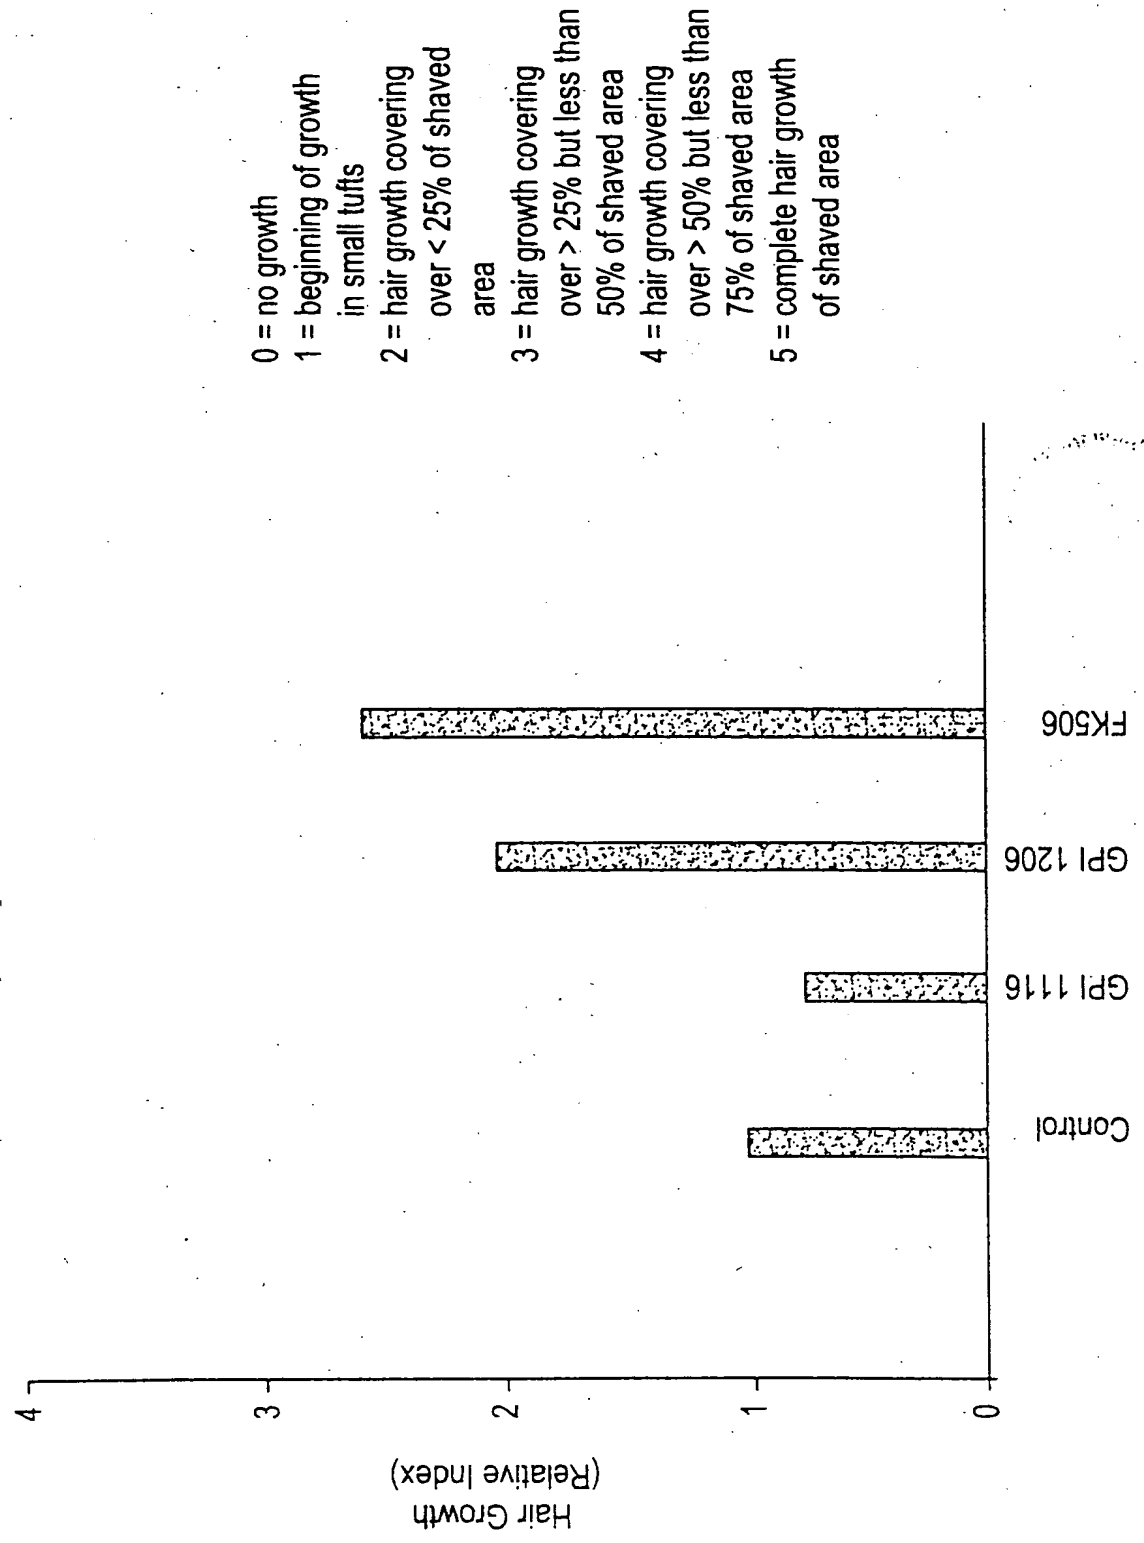 Hair Growth
(Relative Index)
4
3
2
1
0
Control
GPI 1116
GPI 1206
FK506
0 = no growth
1 = beginning of growth
in small tufts
2 = hair growth covering
over < 25% of shaved
area
3 = hair growth covering
over > 25% but less than
50% of shaved area
4 = hair growth covering
over > 50% but less than
75% of shaved area
5 = complete hair growth
of shaved area